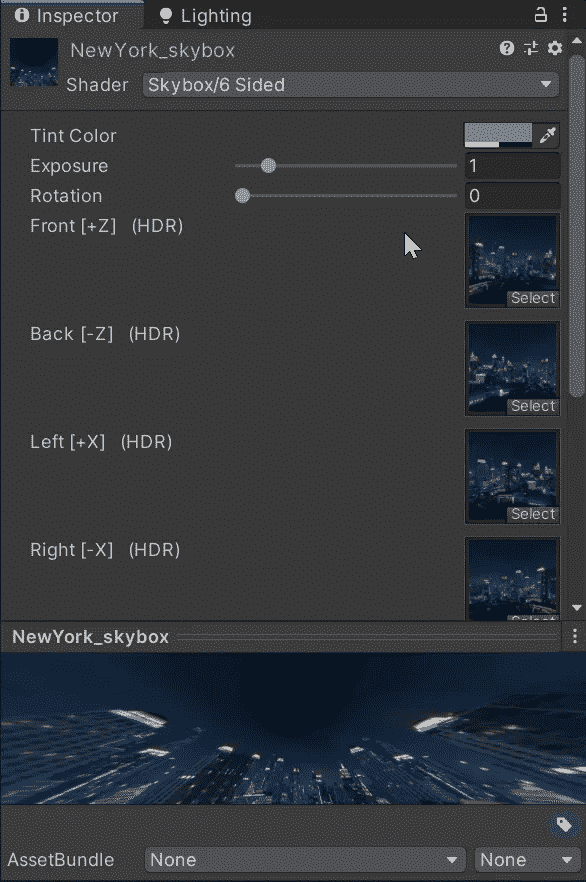 Inspector
Lighting
NewYork_skybox
Shader
Skybox/6 Sided
Tint Color
Exposure
1
Rotation
0
Front [+Z] (HDR)
Select
Back [-Z] (HDR)
Select
Left [+X] (HDR)
Select
Right [-X] (HDR)
Select
NewYork_skybox
AssetBundle
None
None